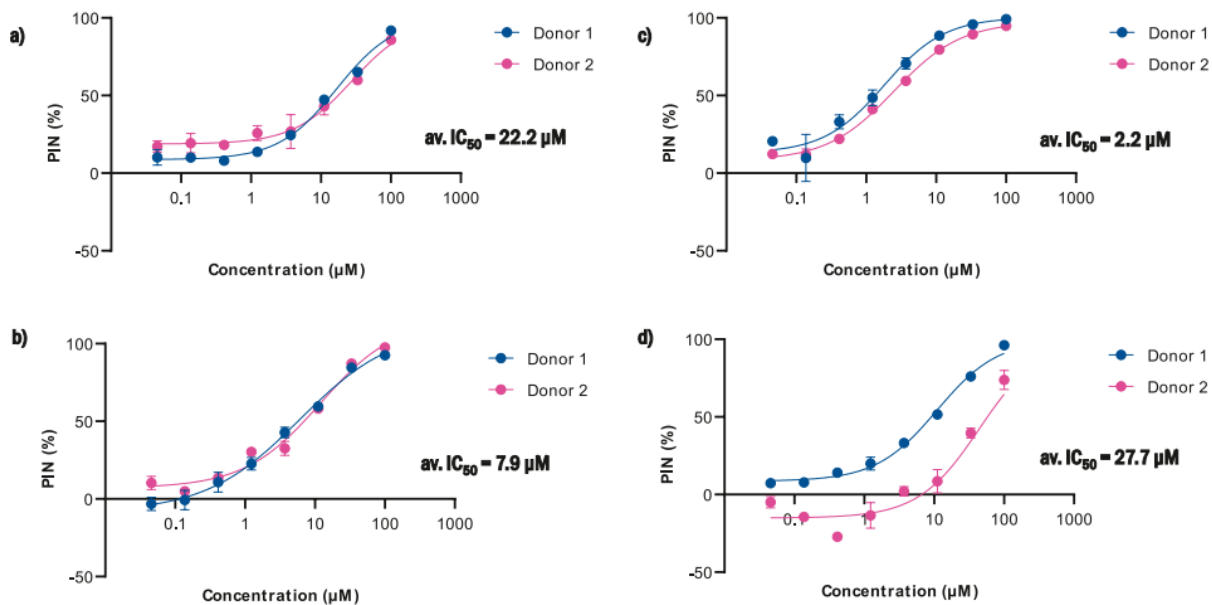 a)
100
50
0
-50
PIN (%)
0.1 1 10 100 1000
Concentration (µM)
Donor 1
Donor 2
av. IC50 = 22.2 µM
c)
100
50
0
-50
PIN (%)
0.1 1 10 100 1000
Concentration (µM)
Donor 1
Donor 2
av. IC50 = 2.2 µM
b)
100
50
0
-50
PIN (%)
0.1 1 10 100 1000
Concentration (µM)
Donor 1
Donor 2
av. IC50 = 7.9 µM
d)
100
50
0
-50
PIN (%)
0.1 1 10 100 1000
Concentration (µM)
Donor 1
Donor 2
av. IC50 = 27.7 µM